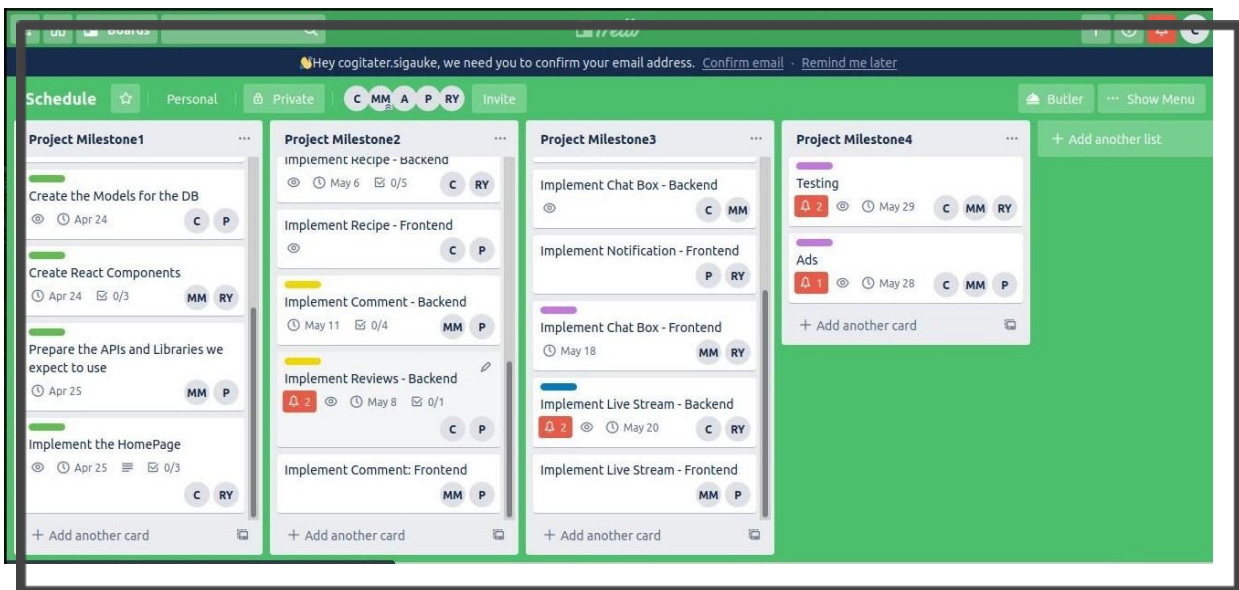 Boards
Trello
C
👋Hey cogitater.sigauke, we need you to confirm your email address. Confirm email · Remind me later
Schedule Personal Private C MM A P RY Invite Butler ··· Show Menu
Project Milestone1 ···
Create the Models for the DB
Apr 24 C P
Create React Components
Apr 24 0/3 MM RY
Prepare the APIs and Libraries we
expect to use
Apr 25 MM P
Implement the HomePage
Apr 25 0/3
C RY
+ Add another card
Project Milestone2 ···
Implement Recipe - Backend
May 6 0/5 C RY
Implement Recipe - Frontend
C P
Implement Comment - Backend
May 11 0/4 MM P
Implement Reviews - Backend
2 May 8 0/1
C P
Implement Comment: Frontend
MM P
+ Add another card
Project Milestone3 ···
Implement Chat Box - Backend
C MM
Implement Notification - Frontend
P RY
Implement Chat Box - Frontend
May 18 MM RY
Implement Live Stream - Backend
2 May 20 C RY
Implement Live Stream - Frontend
MM P
+ Add another card
Project Milestone4 ···
Testing
2 May 29 C MM RY
Ads
1 May 28 C MM P
+ Add another card
+ Add another list